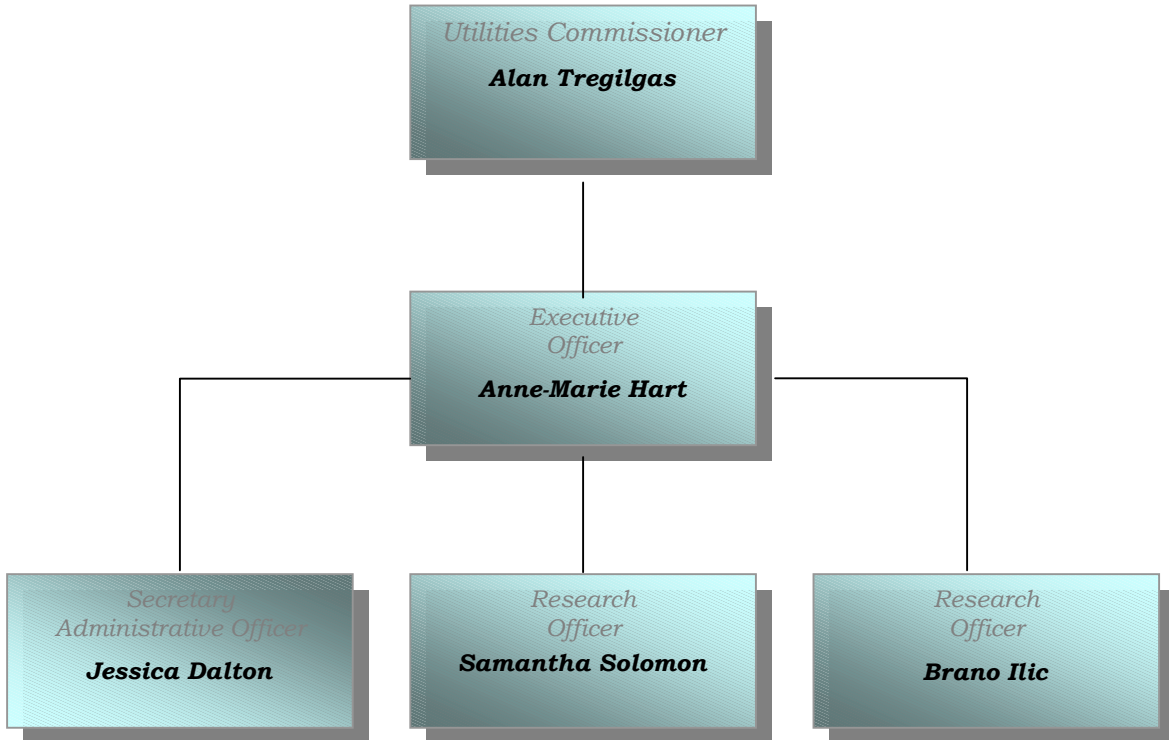 Utilities Commissioner
Alan Tregilgas
Executive
Officer
Anne-Marie Hart
Secretary
Administrative Officer
Jessica Dalton
Research
Officer
Samantha Solomon
Research
Officer
Brano Ilic